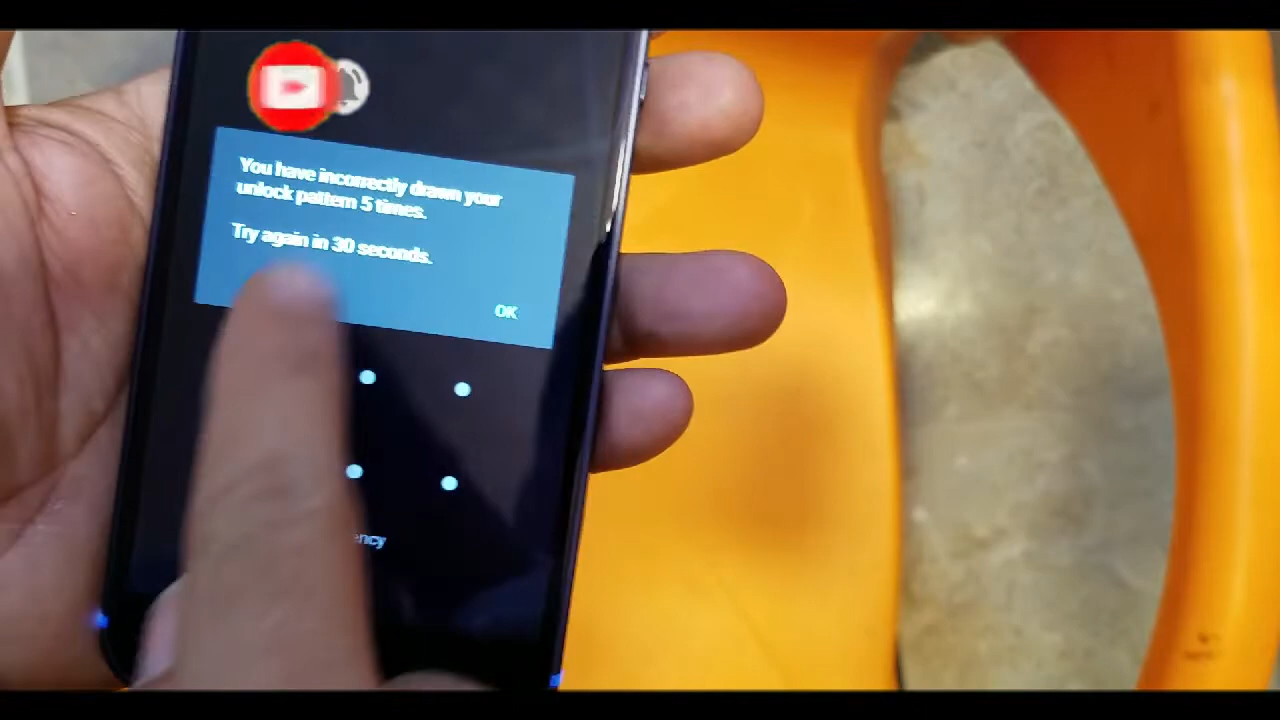 You have incorrectly drawn your
unlock pattern 5 times.
Try again in 30 seconds.
OK